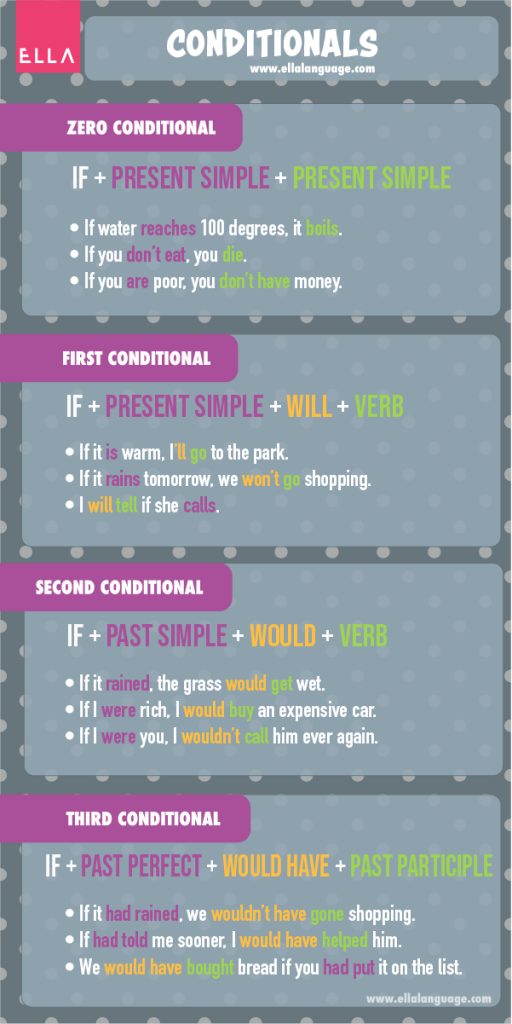 ELLA
CONDITIONALS
www.ellalanguage.com
ZERO CONDITIONAL
IF + PRESENT SIMPLE + PRESENT SIMPLE
• If water reaches 100 degrees, it boils.
• If you don't eat, you die.
• If you are poor, you don't have money.
FIRST CONDITIONAL
IF + PRESENT SIMPLE + WILL + VERB
• If it is warm, I'll go to the park.
• If it rains tomorrow, we won't go shopping.
• I will tell if she calls.
SECOND CONDITIONAL
IF + PAST SIMPLE + WOULD + VERB
• If it rained, the grass would get wet.
• If I were rich, I would buy an expensive car.
• If I were you, I wouldn't call him ever again.
THIRD CONDITIONAL
IF + PAST PERFECT + WOULD HAVE + PAST PARTICIPLE
• If it had rained, we wouldn't have gone shopping.
• If had told me sooner, I would have helped him.
• We would have bought bread if you had put it on the list.
www.ellalanguage.com